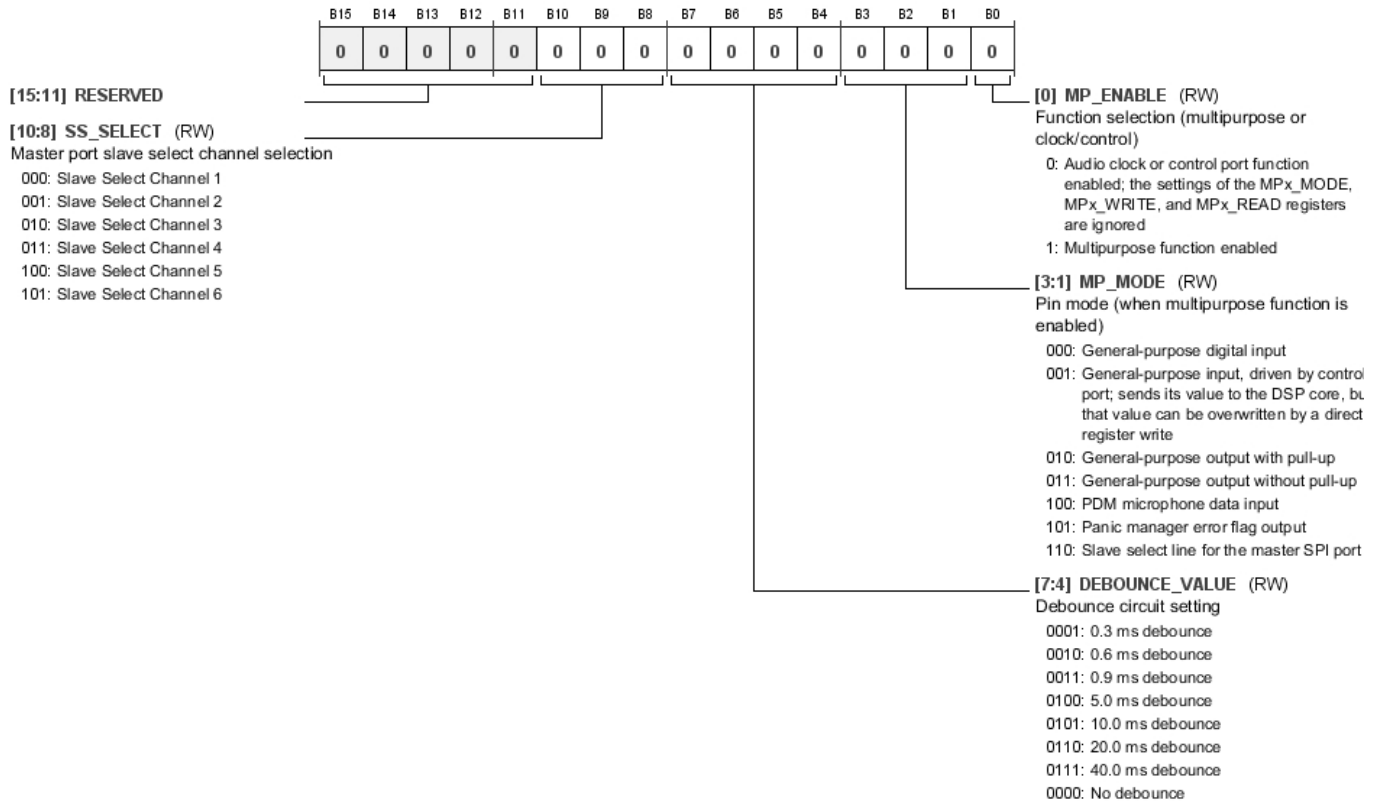 B15 B14 B13 B12 B11 B10 B9 B8 B7 B6 B5 B4 B3 B2 B1 B0
0 0 0 0 0 0 0 0 0 0 0 0 0 0 0 0
[15:11] RESERVED
[10:8] SS_SELECT (RW)
Master port slave select channel selection
000: Slave Select Channel 1
001: Slave Select Channel 2
010: Slave Select Channel 3
011: Slave Select Channel 4
100: Slave Select Channel 5
101: Slave Select Channel 6
[0] MP_ENABLE (RW)
Function selection (multipurpose or
clock/control)
0: Audio clock or control port function
enabled; the settings of the MPx_MODE,
MPx_WRITE, and MPx_READ registers
are ignored
1: Multipurpose function enabled
[3:1] MP_MODE (RW)
Pin mode (when multipurpose function is
enabled)
000: General-purpose digital input
001: General-purpose input, driven by control
port; sends its value to the DSP core,
that value can be overwritten by a direct
register write
010: General-purpose output with pull-up
011: General-purpose output without pull-up
100: PDM microphone data input
101: Panic manager error flag output
110: Slave select line for the master SPI port
[7:4] DEBOUNCE_VALUE (RW)
Debounce circuit setting
0001: 0.3 ms debounce
0010: 0.6 ms debounce
0011: 0.9 ms debounce
0100: 5.0 ms debounce
0101: 10.0 ms debounce
0110: 20.0 ms debounce
0111: 40.0 ms debounce
0000: No debounce